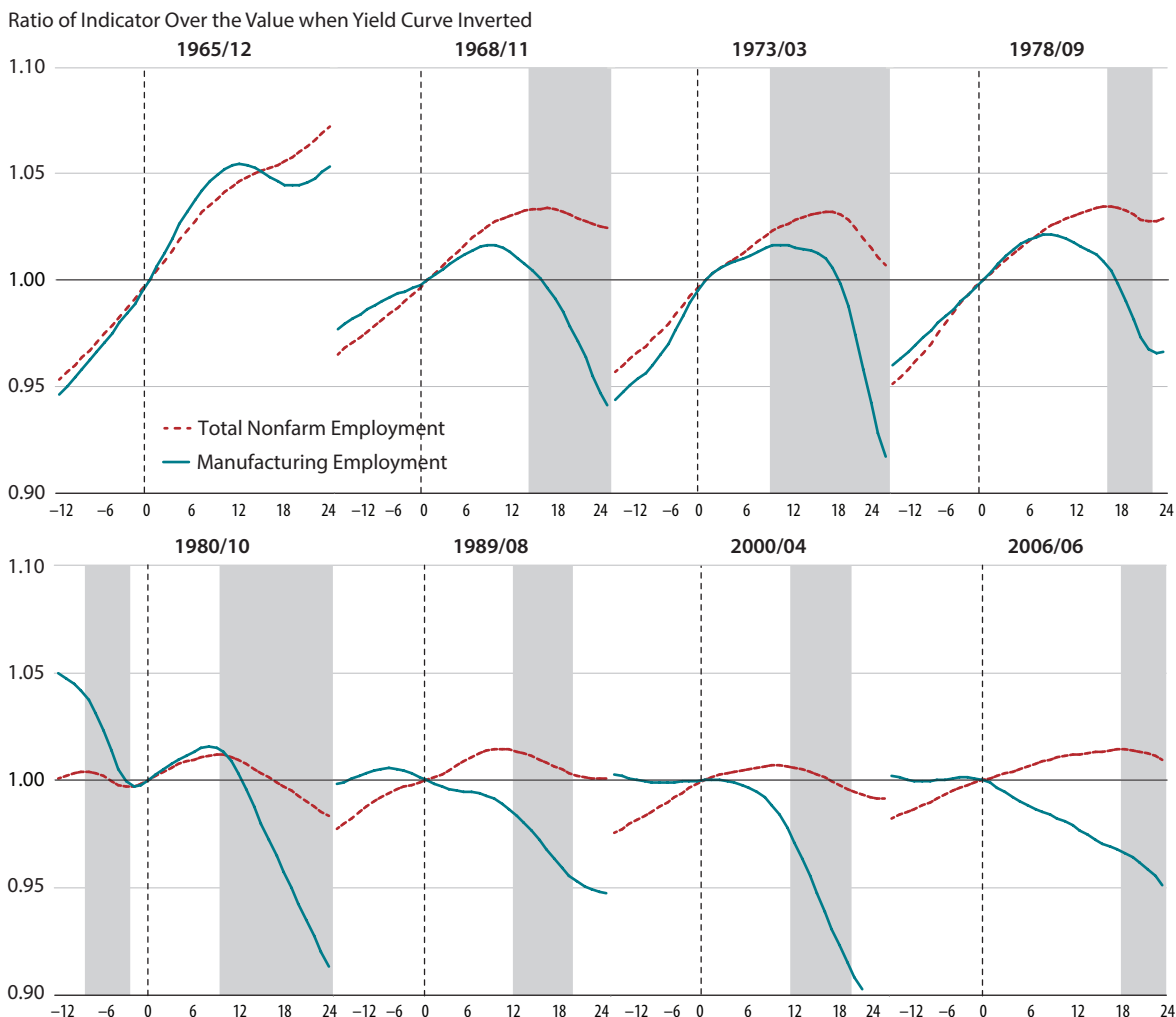 Ratio of Indicator Over the Value when Yield Curve Inverted
1965/12 1968/11 1973/03 1978/09
1.10
1.05
1.00
0.95
Total Nonfarm Employment
Manufacturing Employment
0.90
−12 −6 0 6 12 18 24 −12 −6 0 6 12 18 24 −12 −6 0 6 12 18 24 −12 −6 0 6 12 18 24
1980/10 1989/08 2000/04 2006/06
1.10
1.05
1.00
0.95
0.90
−12 −6 0 6 12 18 24 −12 −6 0 6 12 18 24 −12 −6 0 6 12 18 24 −12 −6 0 6 12 18 24